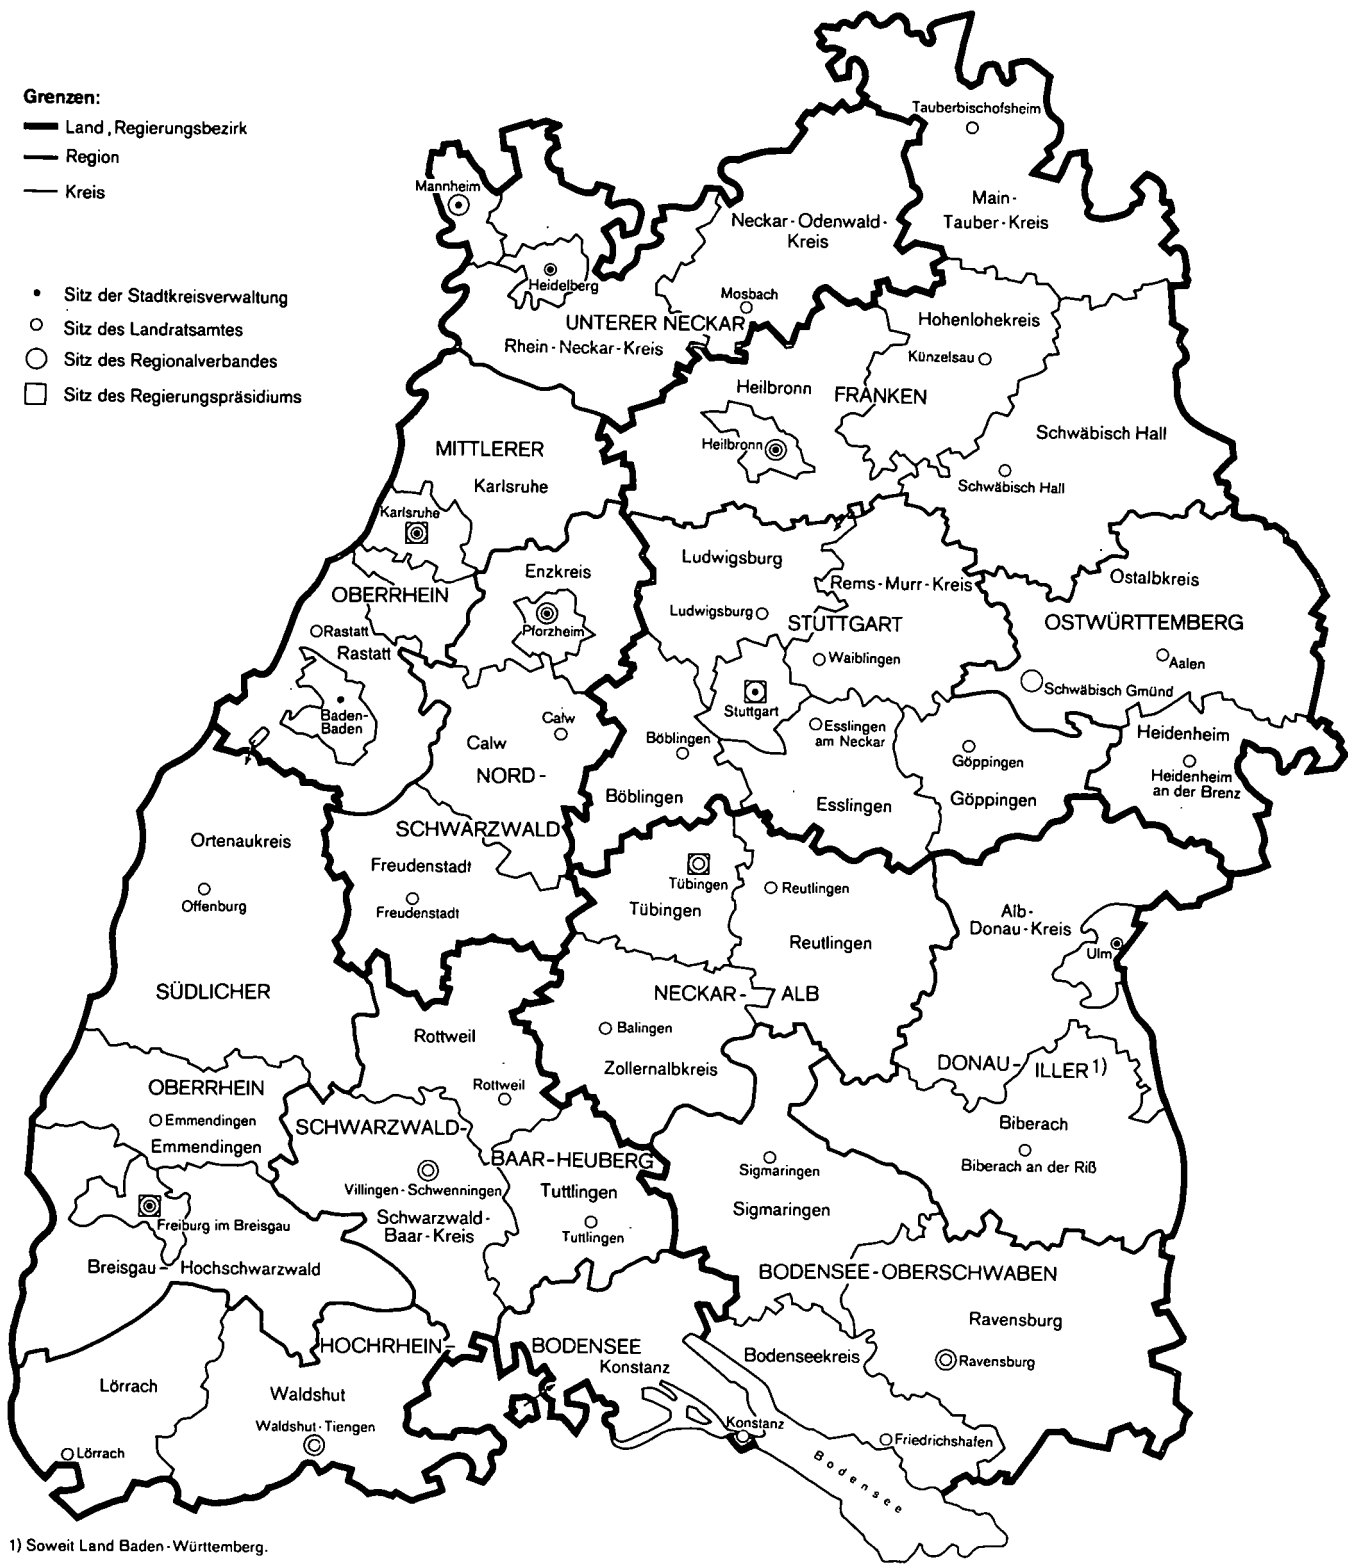 Grenzen:
Land, Regierungsbezirk
Region
Kreis
Sitz der Stadtkreisverwaltung
Sitz des Landratsamtes
Sitz des Regionalverbandes
Sitz des Regierungspräsidiums
Tauberbischofsheim
Main-
Tauber-Kreis
Mannheim
Neckar-Odenwald-
Kreis
Heidelberg
Mosbach
UNTERER NECKAR
Rhein-Neckar-Kreis
Hohenlohekreis
Künzelsau
Heilbronn
FRANKEN
Heilbronn
Schwäbisch Hall
Schwäbisch Hall
MITTLERER
Karlsruhe
Karlsruhe
Ludwigsburg
Enzkreis
Rems-Murr-Kreis
Ostalbkreis
OBERRHEIN
Ludwigsburg
STUTTGART
OSTWÜRTTEMBERG
Rastatt
Rastatt
Pforzheim
Waiblingen
Aalen
Schwäbisch Gmünd
Baden-
Baden
Calw
Calw
NORD-
Stuttgart
Böblingen
Böblingen
Esslingen
am Neckar
Esslingen
Göppingen
Göppingen
Heidenheim
Heidenheim
an der Brenz
Ortenaukreis
Offenburg
SCHWARZWALD
Freudenstadt
Freudenstadt
Tübingen
Tübingen
Reutlingen
Reutlingen
Alb-
Donau-Kreis
Ulm
SÜDLICHER
NECKAR-ALB
Rottweil
Balingen
Zollernalbkreis
DONAU-ILLER 1)
OBERRHEIN
Rottweil
Emmendingen
Emmendingen
SCHWARZWALD-
BAAR-HEUBERG
Biberach
Biberach an der Riß
Sigmaringen
Sigmaringen
Villingen-Schwenningen
Schwarzwald-
Baar-Kreis
Tuttlingen
Tuttlingen
Freiburg im Breisgau
Breisgau-Hochschwarzwald
BODENSEE-OBERSCHWABEN
Ravensburg
Ravensburg
HOCHRHEIN-
BODENSEE
Konstanz
Bodenseekreis
Lörrach
Waldshut
Waldshut-Tiengen
Konstanz
Friedrichshafen
Lörrach
Bodensee
1) Soweit Land Baden-Württemberg.